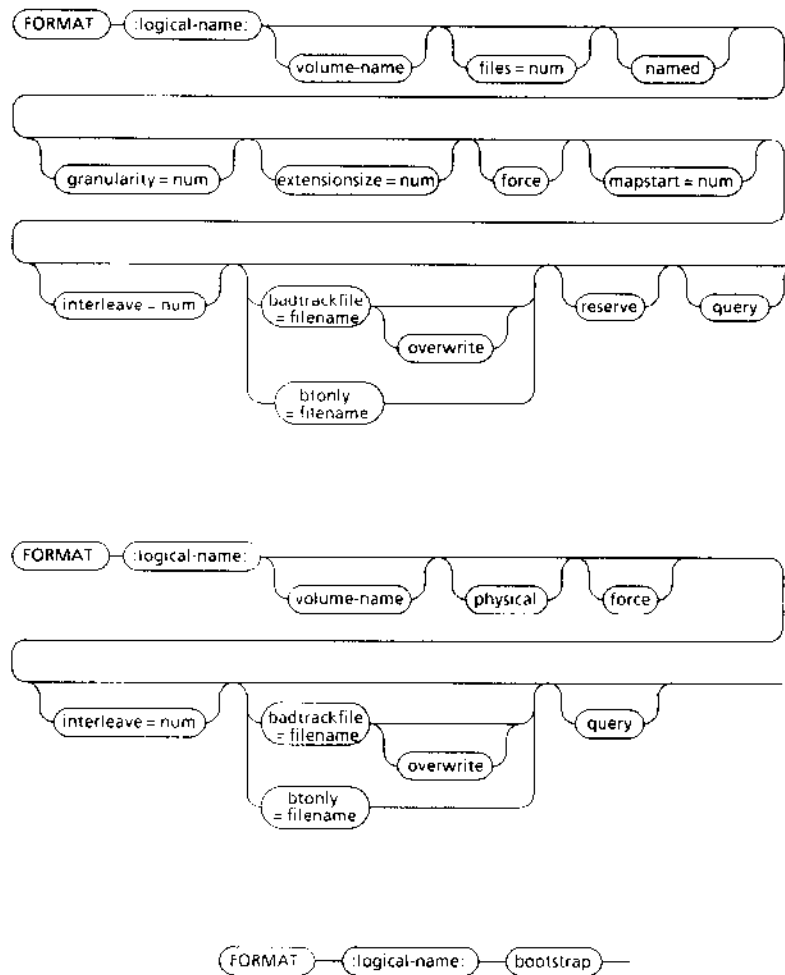 FORMAT :logical-name:
volume-name files = num named
granularity = num extensionsize = num force mapstart = num
interleave = num badtrackfile
= filename reserve query
overwrite
btonly
= filename
FORMAT :logical-name:
volume-name physical force
interleave = num badtrackfile
= filename query
overwrite
btonly
= filename
FORMAT :logical-name: bootstrap